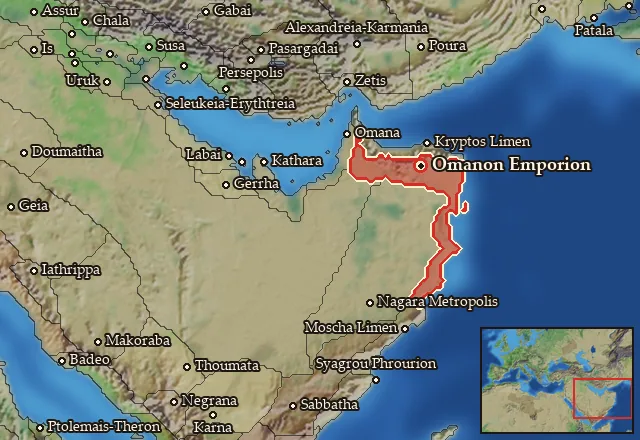 Assur
Gabai
Chala
Alexandreia-Karmania
Patala
Is
Susa
Pasargadai
Poura
Persepolis
Uruk
Zetis
Seleukeia-Erythtreia
Omana
Kryptos Limen
Doumaitha
Labai
Kathara
Omanon Emporion
Gerrha
Geia
Iathrippa
Nagara Metropolis
Moscha Limen
Makoraba
Badeo
Thoumata
Syagrou Phrourion
Negrana
Sabbatha
Ptolemais-Theron
Karna